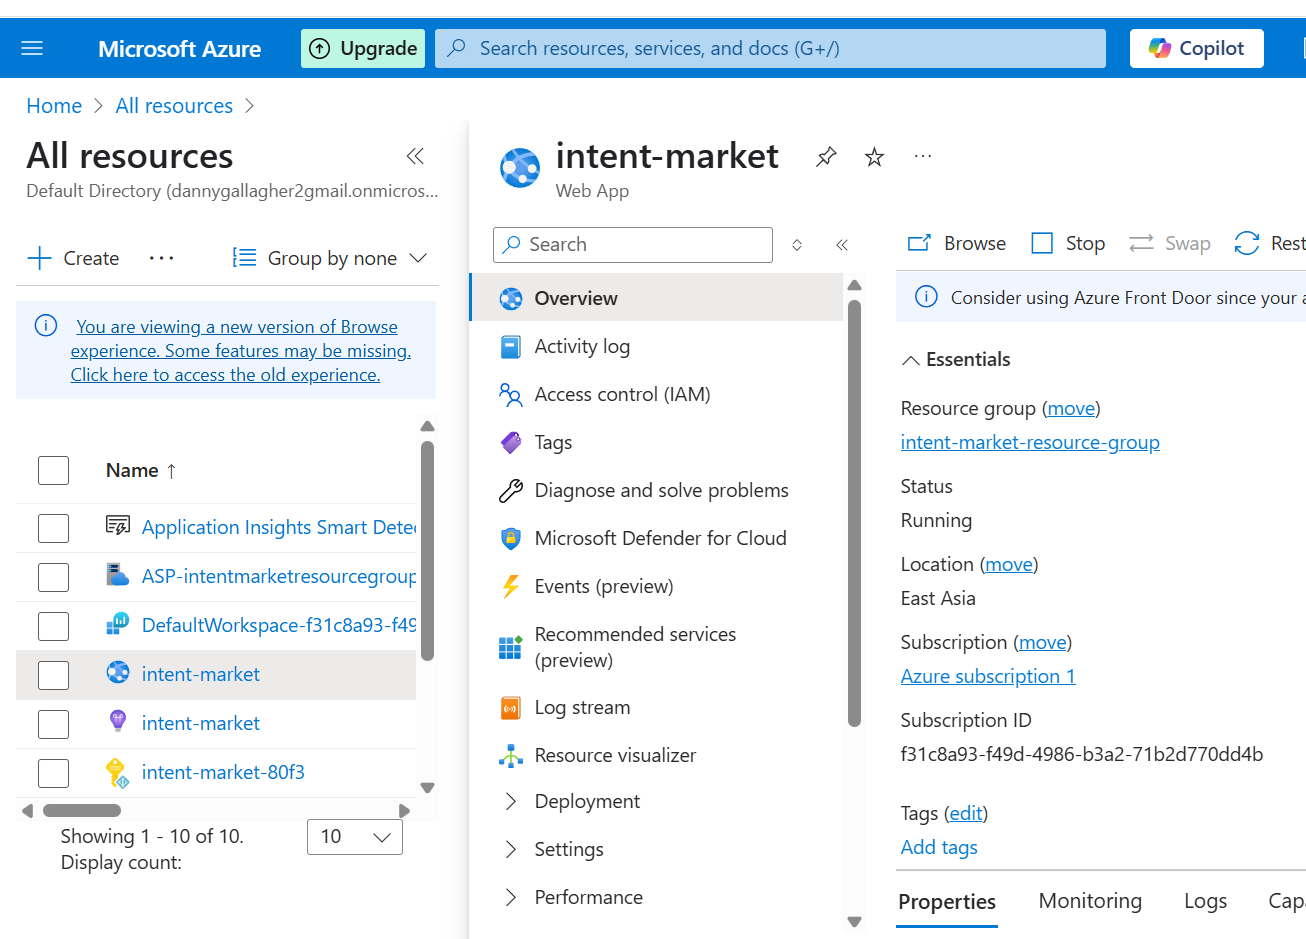 Microsoft Azure
Upgrade
Search resources, services, and docs (G+/)
Copilot
Home
All resources
All resources
Default Directory (dannygallagher2gmail.onmicros...
Create
Group by none
You are viewing a new version of Browse
experience. Some features may be missing.
Click here to access the old experience.
Name ↑
Application Insights Smart Dete
ASP-intentmarketresourcegroup
DefaultWorkspace-f31c8a93-f49
intent-market
intent-market
intent-market-80f3
Showing 1 - 10 of 10.
Display count:
10
intent-market
Web App
Search
Overview
Activity log
Access control (IAM)
Tags
Diagnose and solve problems
Microsoft Defender for Cloud
Events (preview)
Recommended services
(preview)
Log stream
Resource visualizer
Deployment
Settings
Performance
Browse
Stop
Swap
Rest
Consider using Azure Front Door since your a
Essentials
Resource group (move)
intent-market-resource-group
Status
Running
Location (move)
East Asia
Subscription (move)
Azure subscription 1
Subscription ID
f31c8a93-f49d-4986-b3a2-71b2d770dd4b
Tags (edit)
Add tags
Properties
Monitoring
Logs
Capa